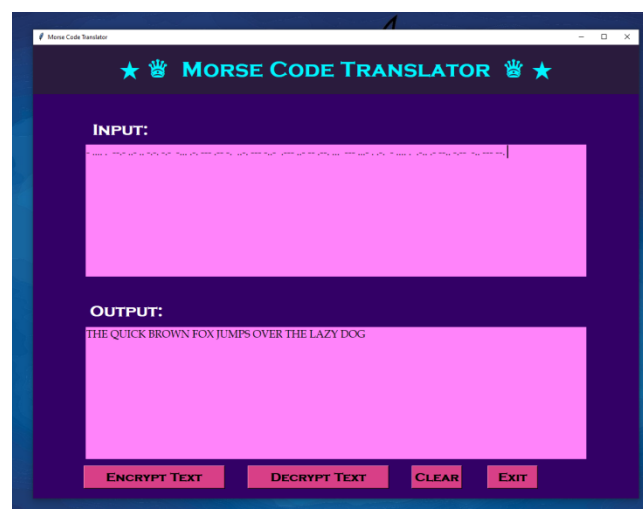 Morse Code Translator
★ ♛ Morse Code Translator ♛ ★
Input:
- .... .  --.- ..- .. -.-. -.-  -... .-. --- .-- -.  ..-. --- -..-  .--- ..- -- .--. ...  --- ...- . .-.  - .... .  .-.. .- --.. -.--  -.. --- --.
Output:
THE QUICK BROWN FOX JUMPS OVER THE LAZY DOG
Encrypt Text Decrypt Text Clear Exit